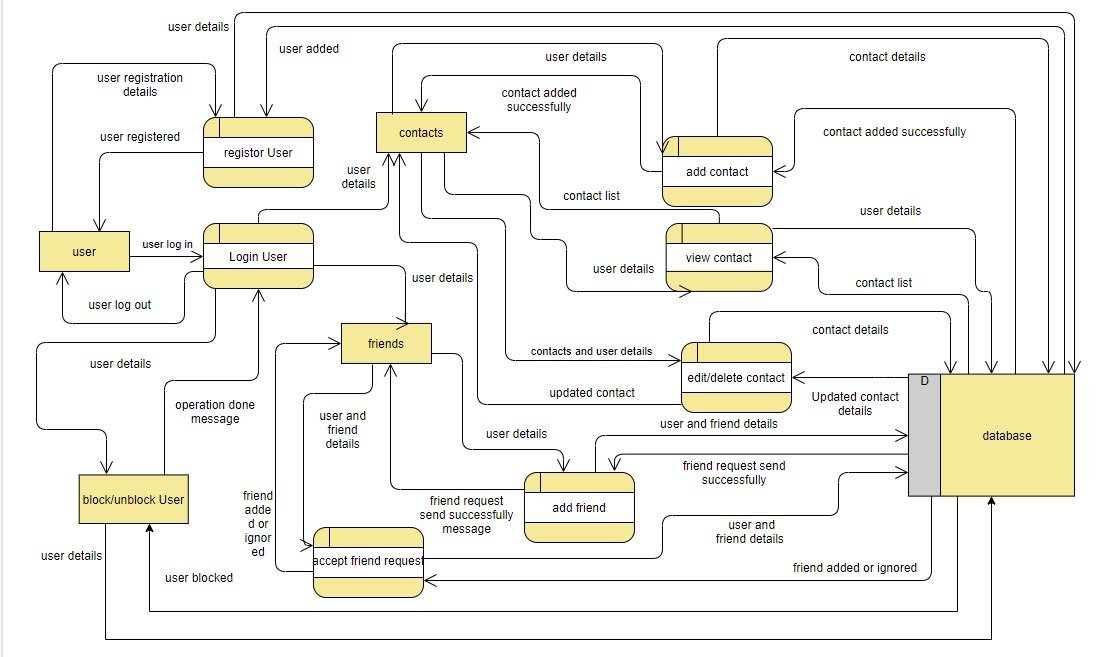 user details
user added
user details
contact details
user registration
details
contact added
successfully
user registered
contacts
contact added successfully
registor User
add contact
user
details
contact list
user details
user
user log in
Login User
view contact
user details
user details
contact list
user log out
contact details
friends
contacts and user details
edit/delete contact
D
user details
updated contact
Updated contact
details
operation done
message
user and
friend
details
user details
user and friend details
database
friend request send
successfully
block/unblock User
friend
adde
d or
ignor
ed
friend request
send successfully
message
add friend
user and
friend details
user details
accept friend request
friend added or ignored
user blocked